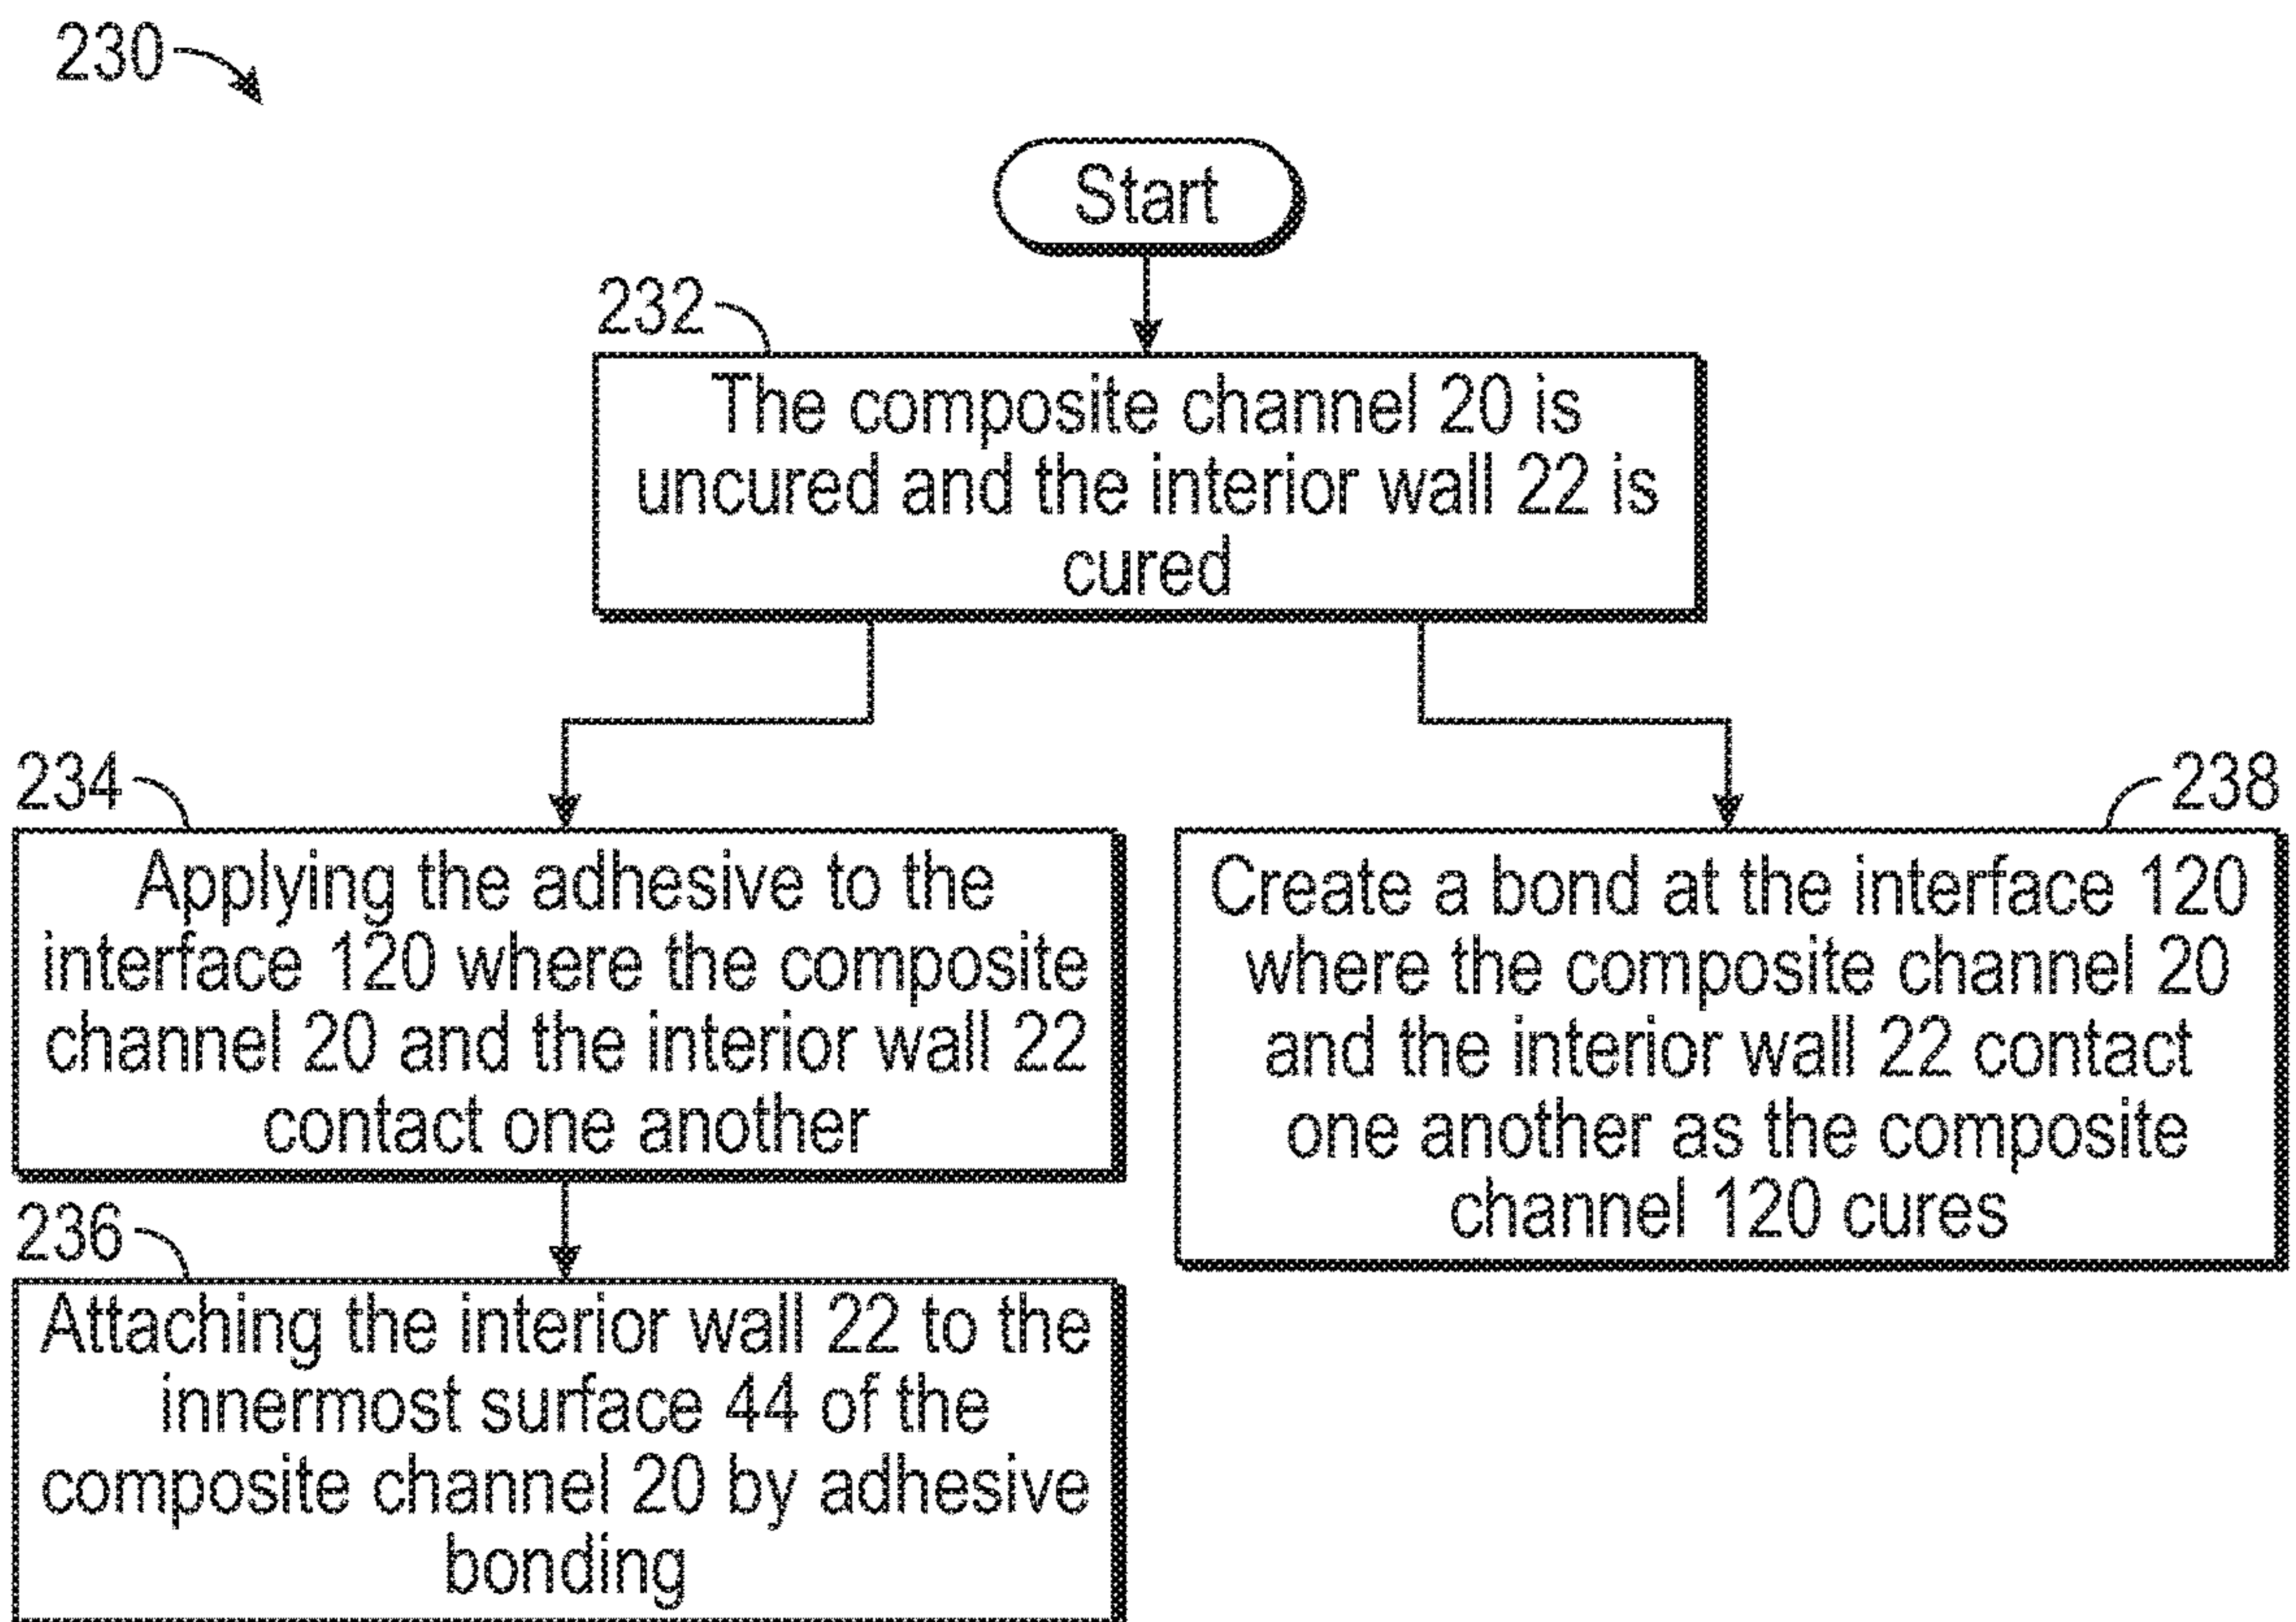 230
Start
232
The composite channel 20 is
uncured and the interior wall 22 is
cured
234
Applying the adhesive to the
interface 120 where the composite
channel 20 and the interior wall 22
contact one another
238
Create a bond at the interface 120
where the composite channel 20
and the interior wall 22 contact
one another as the composite
channel 120 cures
236
Attaching the interior wall 22 to the
innermost surface 44 of the
composite channel 20 by adhesive
bonding